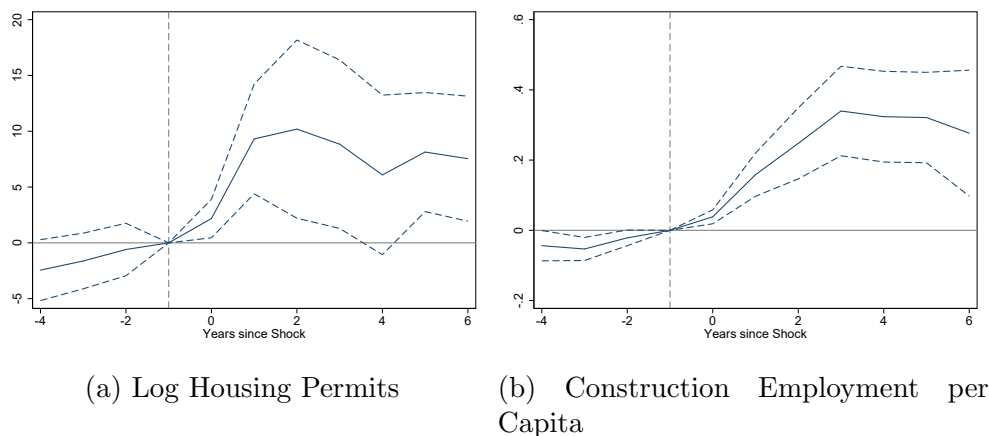 20
15
10
5
0
-5
-4 -2 0 2 4 6
Years since Shock
(a) Log Housing Permits
.6
.4
.2
0
-.2
-4 -2 0 2 4 6
Years since Shock
(b) Construction Employment per
Capita